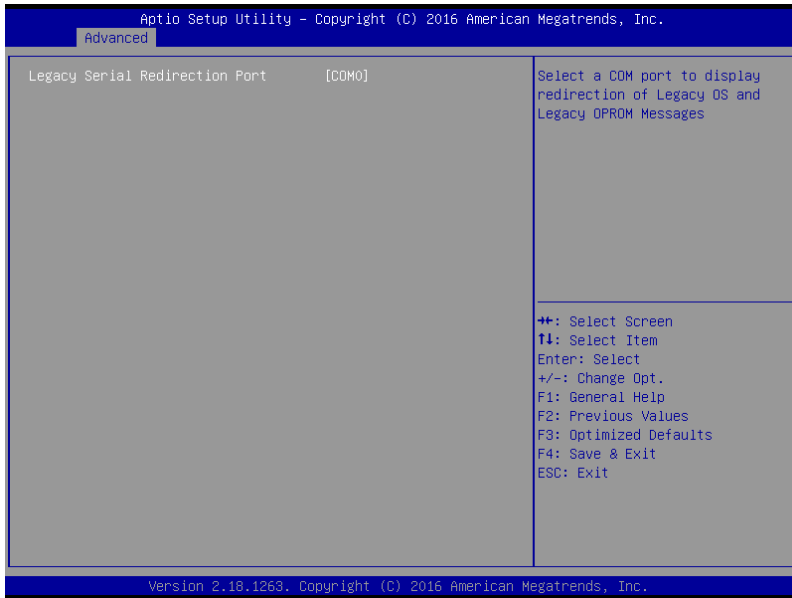 Aptio Setup Utility – Copyright (C) 2016 American Megatrends, Inc.
Advanced
Legacy Serial Redirection Port [COM0]
Select a COM port to display
redirection of Legacy OS and
Legacy OPROM Messages
→←: Select Screen
↑↓: Select Item
Enter: Select
+/-: Change Opt.
F1: General Help
F2: Previous Values
F3: Optimized Defaults
F4: Save & Exit
ESC: Exit
Version 2.18.1263. Copyright (C) 2016 American Megatrends, Inc.